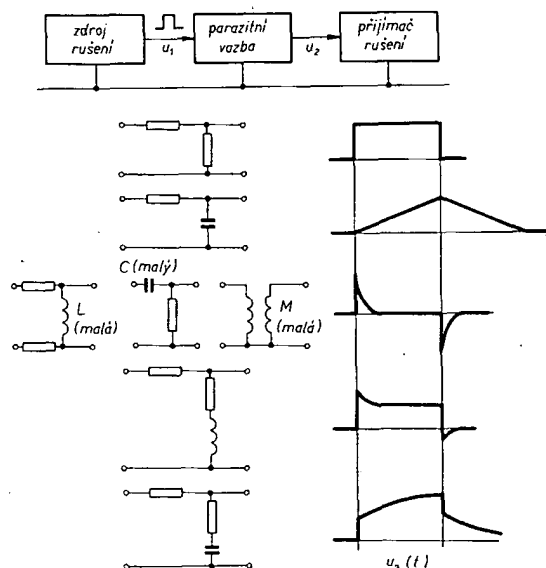 zdroj
rušení
u₁
parazitní
vazba
u₂
přijímač
rušení
C (malý)
L
(malá)
M
(malá)
u₂ (t)